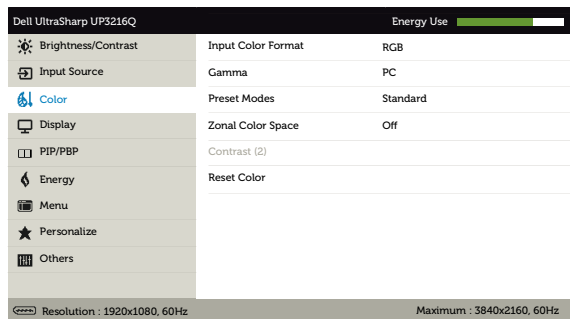 Dell UltraSharp UP3216Q Energy Use
Brightness/Contrast Input Color Format RGB
Input Source Gamma PC
Color Preset Modes Standard
Display Zonal Color Space Off
PIP/PBP Contrast (2)
Energy Reset Color
Menu
Personalize
Others
Resolution : 1920x1080, 60Hz Maximum : 3840x2160, 60Hz